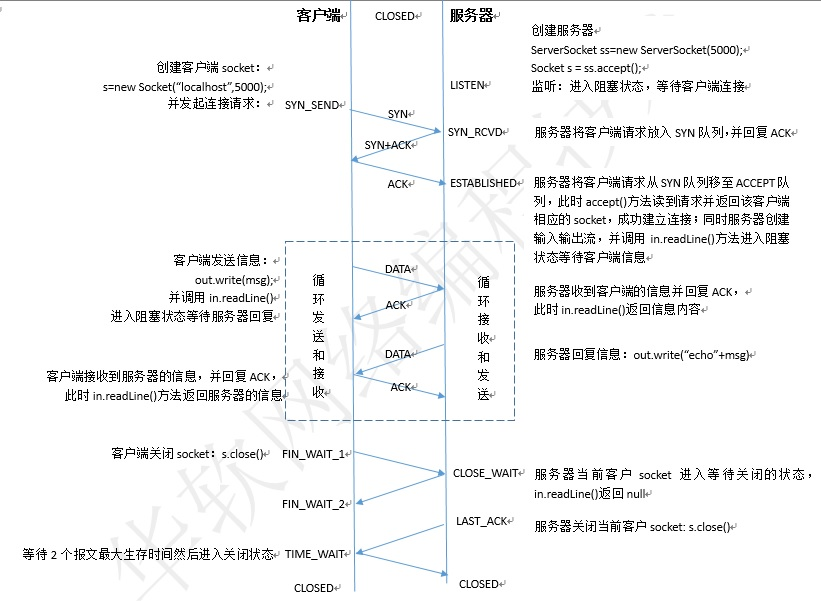 客户端
CLOSED
服务器
创建服务器
ServerSocket ss=new ServerSocket(5000);
Socket s = ss.accept();
监听：进入阻塞状态，等待客户端连接
创建客户端 socket：
s=new Socket(“localhost”,5000);
并发起连接请求：
SYN_SEND
LISTEN
SYN
SYN_RCVD
服务器将客户端请求放入 SYN 队列，并回复 ACK
SYN+ACK
ACK
ESTABLISHED
服务器将客户端请求从 SYN 队列移至 ACCEPT 队
列，此时 accept()方法读到请求并返回该客户端
相应的 socket，成功建立连接；同时服务器创建
输入输出流，并调用 in.readLine()方法进入阻塞
状态等待客户端信息
客户端发送信息：
out.write(msg);
并调用 in.readLine()
进入阻塞状态等待服务器回复
循环发送和接收
DATA
ACK
循环接收和发送
服务器收到客户端的信息并回复 ACK，
此时 in.readLine()返回信息内容
DATA
服务器回复信息：out.write(“echo”+msg)
客户端接收到服务器的信息，并回复 ACK，
此时 in.readLine()方法返回服务器的信息
ACK
客户端关闭 socket：s.close()
FIN_WAIT_1
CLOSE_WAIT
服务器当前客户 socket 进入等待关闭的状态，
in.readLine()返回 null
FIN_WAIT_2
LAST_ACK
服务器关闭当前客户 socket: s.close()
等待 2 个报文最大生存时间然后进入关闭状态
TIME_WAIT
CLOSED
CLOSED
华软网络编程